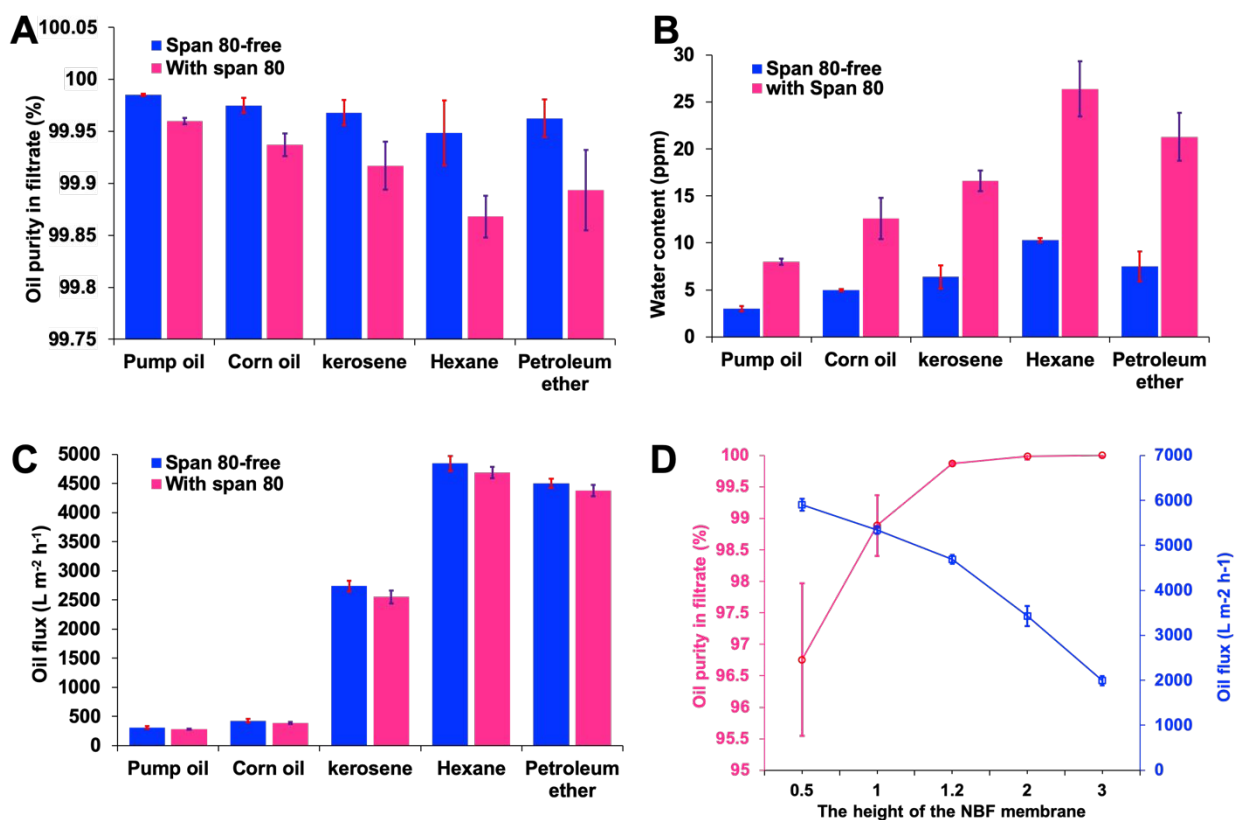 A
Oil purity in filtrate (%)
100.05
100
99.95
99.9
99.85
99.8
99.75
Span 80-free
With span 80
Pump oil
Corn oil
kerosene
Hexane
Petroleum
ether
B
Water content (ppm)
30
25
20
15
10
5
0
Span 80-free
with Span 80
Pump oil
Corn oil
kerosene
Hexane
Petroleum
ether
C
Oil flux (L m-2 h-1)
5000
4500
4000
3500
3000
2500
2000
1500
1000
500
0
Span 80-free
With span 80
Pump oil
Corn oil
kerosene
Hexane
Petroleum
ether
D
Oil purity in filtrate (%)
100
99.5
99
98.5
98
97.5
97
96.5
96
95.5
95
7000
6000
5000
4000
3000
2000
1000
0
Oil flux (L m-2 h-1)
0.5
1
1.2
2
3
The height of the NBF membrane